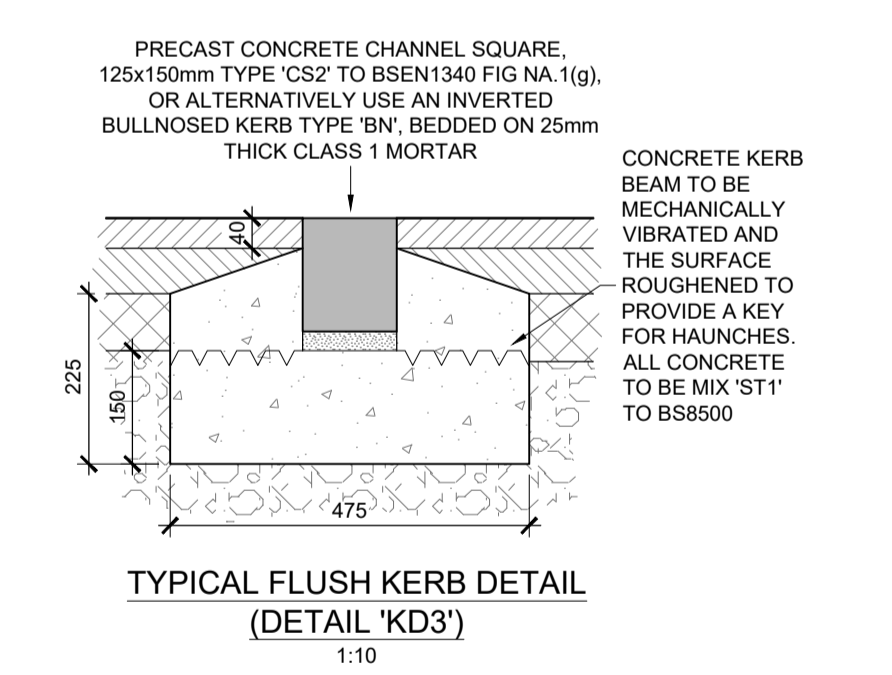 PRECAST CONCRETE CHANNEL SQUARE,
125x150mm TYPE 'CS2' TO BSEN1340 FIG NA.1(g),
OR ALTERNATIVELY USE AN INVERTED
BULLNOSED KERB TYPE 'BN', BEDDED ON 25mm
THICK CLASS 1 MORTAR
CONCRETE KERB
BEAM TO BE
MECHANICALLY
VIBRATED AND
THE SURFACE
ROUGHENED TO
PROVIDE A KEY
FOR HAUNCHES.
ALL CONCRETE
TO BE MIX 'ST1'
TO BS8500
40
225
150
475
TYPICAL FLUSH KERB DETAIL
(DETAIL 'KD3')
1:10